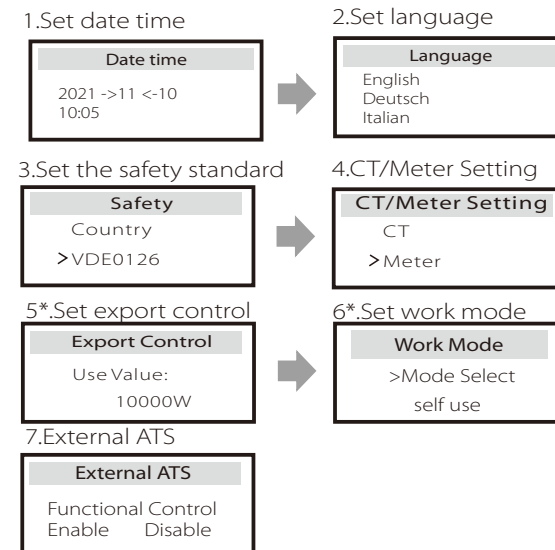 1.Set date time
Date time
2021 ->11 <-10
10:05
2.Set language
Language
English
Deutsch
Italian
3.Set the safety standard
Safety
Country
>VDE0126
4.CT/Meter Setting
CT/Meter Setting
CT
>Meter
5*.Set export control
Export Control
Use Value:
10000W
6*.Set work mode
Work Mode
>Mode Select
self use
7.External ATS
External ATS
Functional Control
Enable Disable